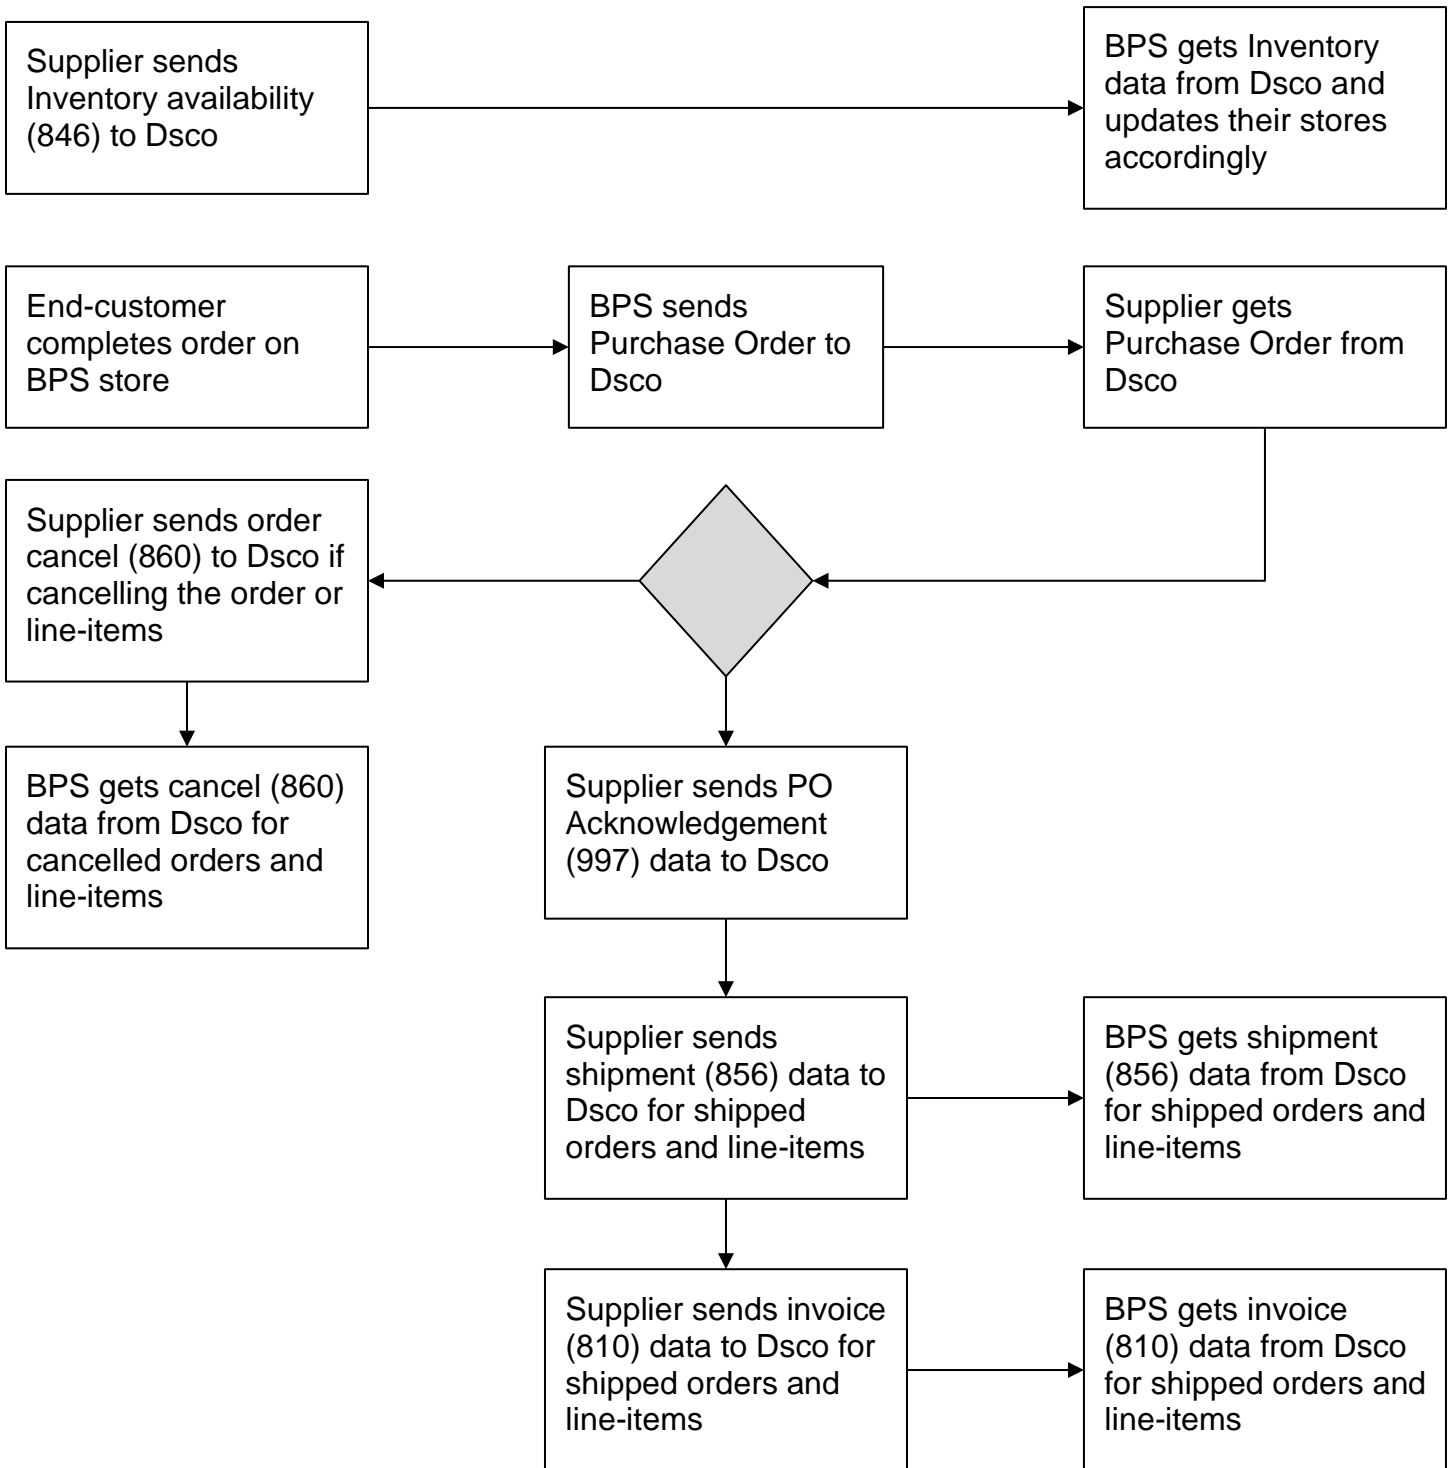 Supplier sends
Inventory availability
(846) to Dsco
BPS gets Inventory
data from Dsco and
updates their stores
accordingly
End-customer
completes order on
BPS store
BPS sends
Purchase Order to
Dsco
Supplier gets
Purchase Order from
Dsco
Supplier sends order
cancel (860) to Dsco if
cancelling the order or
line-items
BPS gets cancel (860)
data from Dsco for
cancelled orders and
line-items
Supplier sends PO
Acknowledgement
(997) data to Dsco
Supplier sends
shipment (856) data to
Dsco for shipped
orders and line-items
BPS gets shipment
(856) data from Dsco
for shipped orders and
line-items
Supplier sends invoice
(810) data to Dsco for
shipped orders and
line-items
BPS gets invoice
(810) data from Dsco
for shipped orders and
line-items